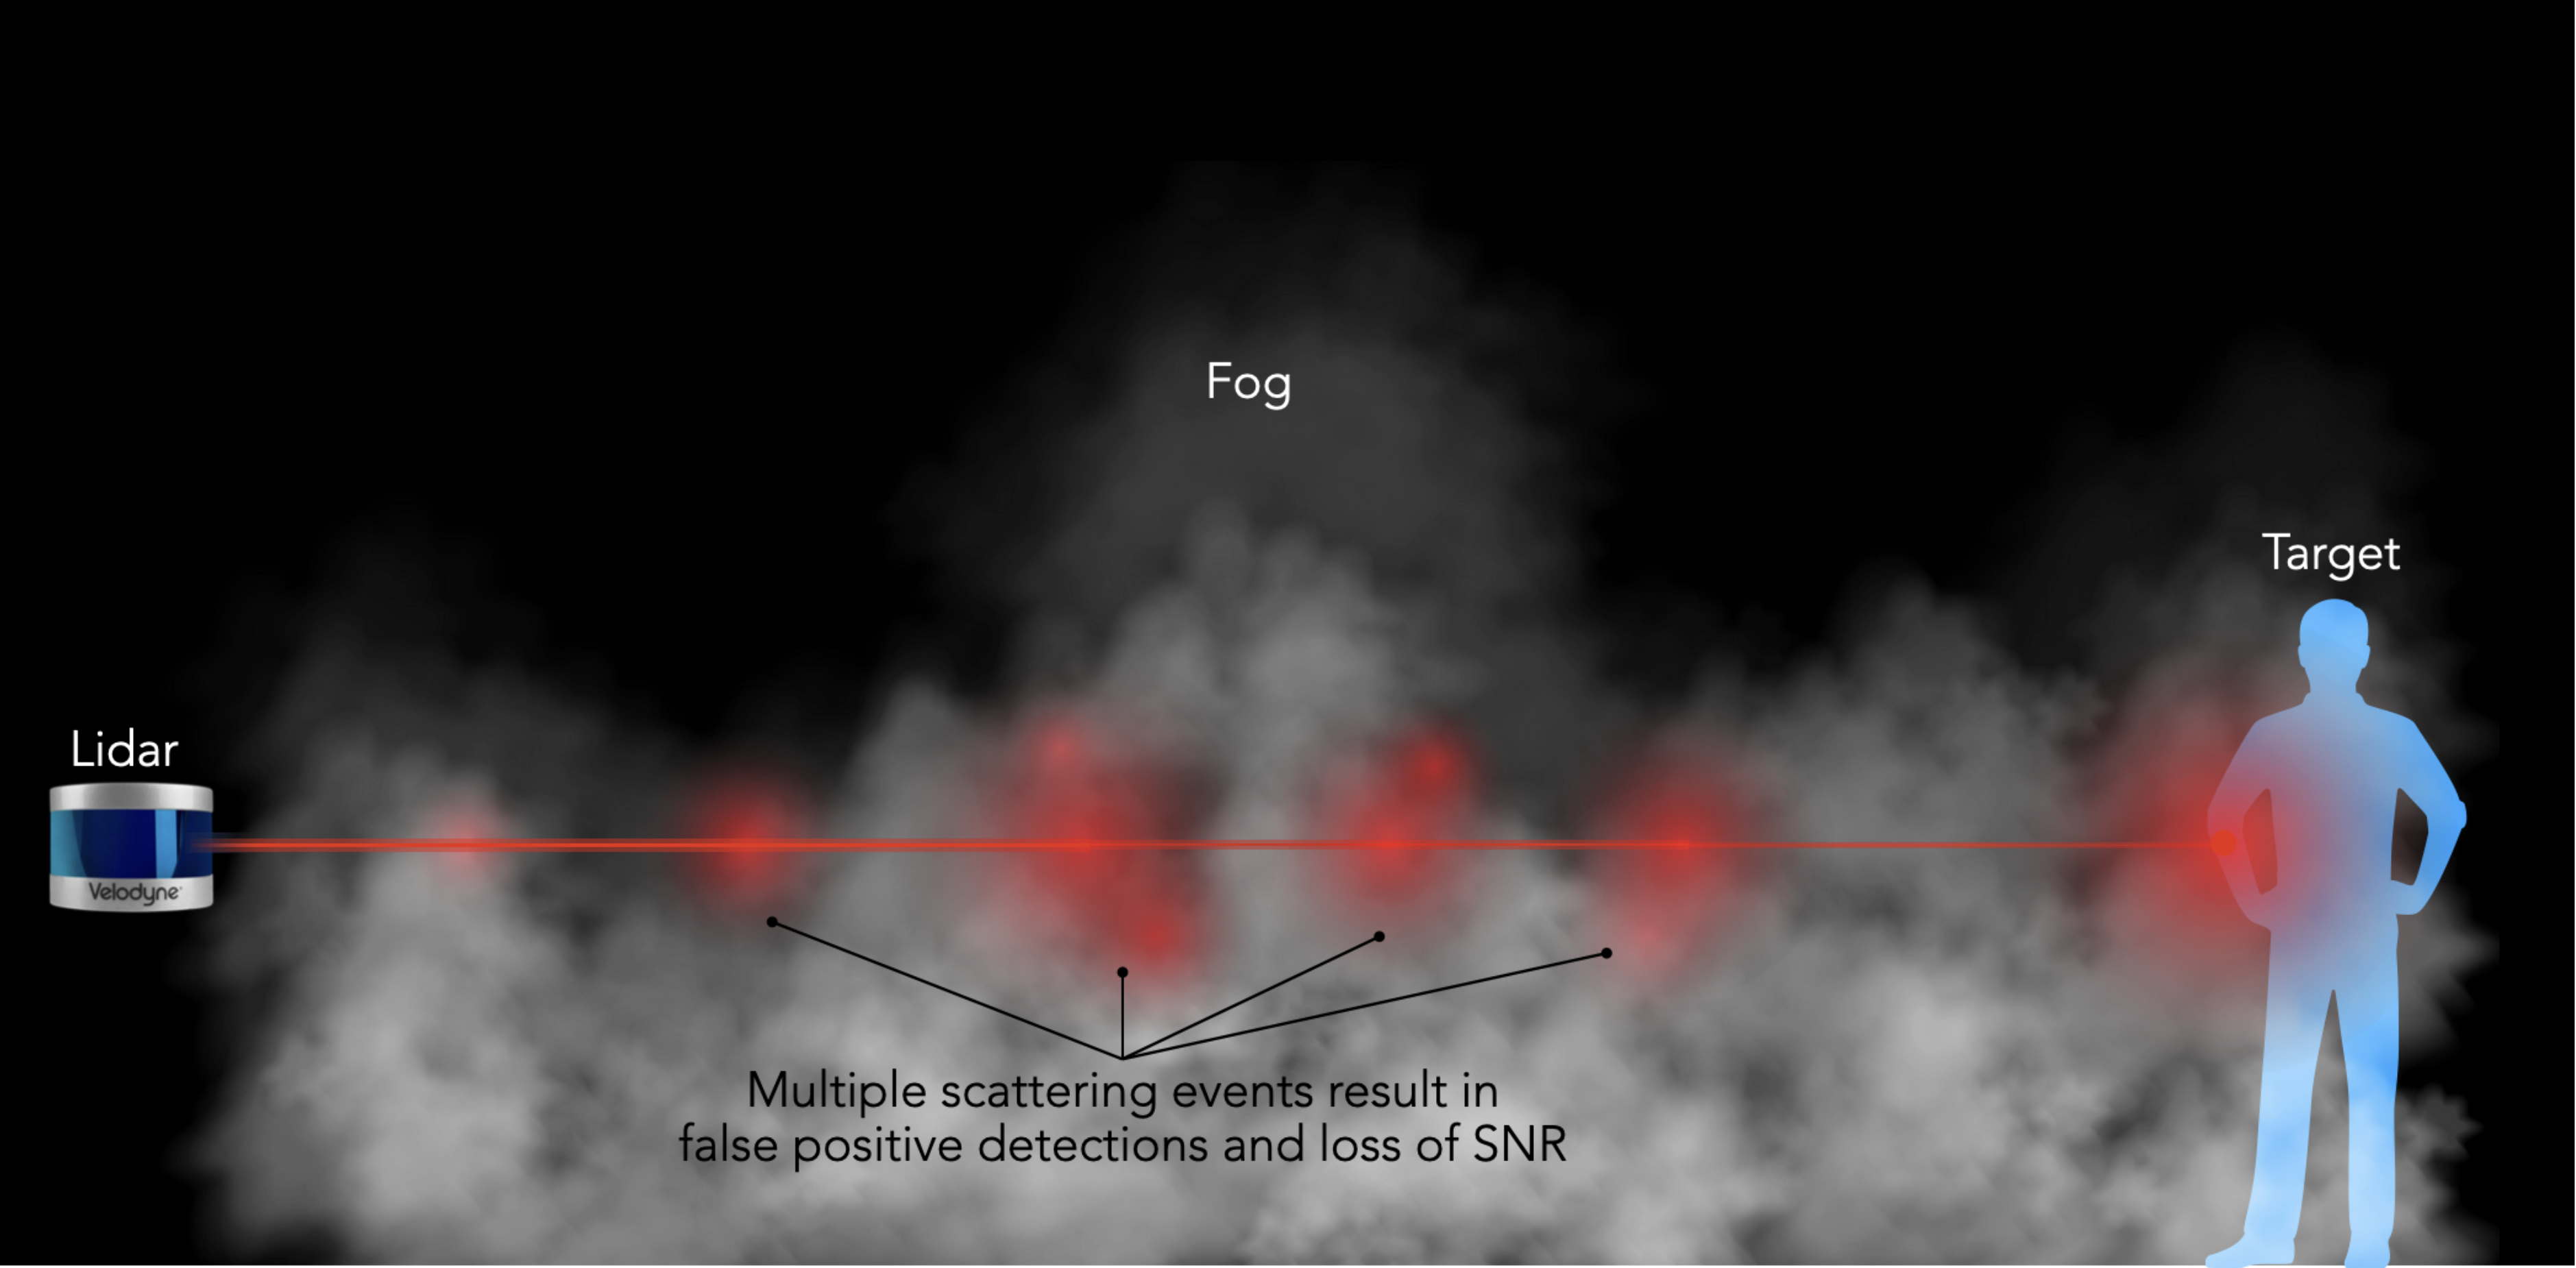 Fog
Target
Lidar
Velodyne
Multiple scattering events result in
false positive detections and loss of SNR